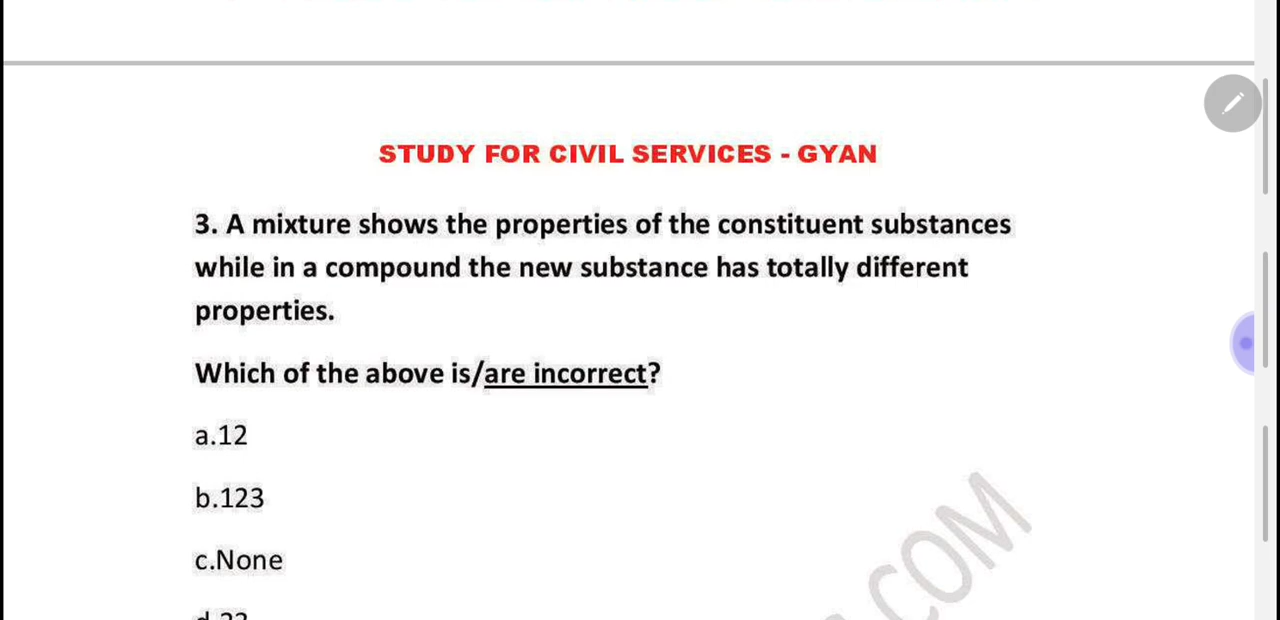 STUDY FOR CIVIL SERVICES - GYAN
3. A mixture shows the properties of the constituent substances
while in a compound the new substance has totally different
properties.
Which of the above is/are incorrect?
a.12
b.123
c.None
COM